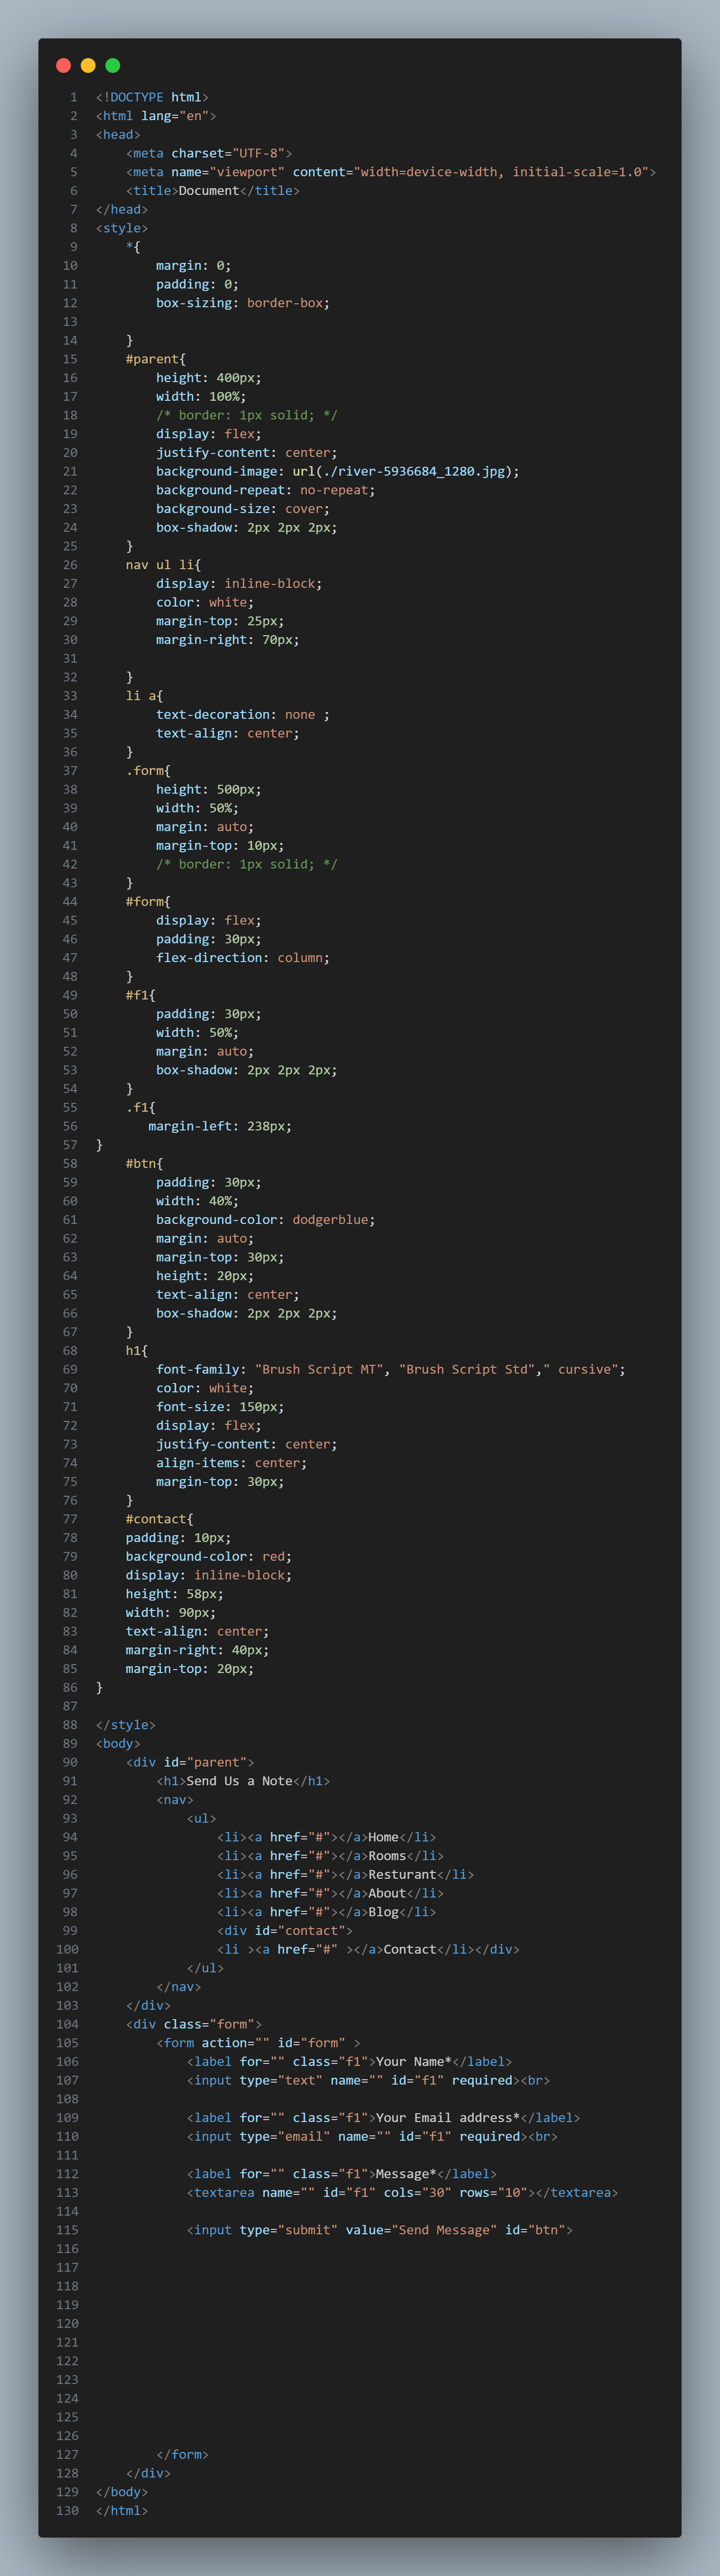 1 <!DOCTYPE html>
2 <html lang="en">
3 <head>
4     <meta charset="UTF-8">
5     <meta name="viewport" content="width=device-width, initial-scale=1.0">
6     <title>Document</title>
7 </head>
8 <style>
9     *{
10         margin: 0;
11         padding: 0;
12         box-sizing: border-box;
13
14     }
15     #parent{
16         height: 400px;
17         width: 100%;
18         /* border: 1px solid; */
19         display: flex;
20         justify-content: center;
21         background-image: url(./river-5936684_1280.jpg);
22         background-repeat: no-repeat;
23         background-size: cover;
24         box-shadow: 2px 2px 2px;
25     }
26     nav ul li{
27         display: inline-block;
28         color: white;
29         margin-top: 25px;
30         margin-right: 70px;
31
32     }
33     li a{
34         text-decoration: none ;
35         text-align: center;
36     }
37     .form{
38         height: 500px;
39         width: 50%;
40         margin: auto;
41         margin-top: 10px;
42         /* border: 1px solid; */
43     }
44     #form{
45         display: flex;
46         padding: 30px;
47         flex-direction: column;
48     }
49     #f1{
50         padding: 30px;
51         width: 50%;
52         margin: auto;
53         box-shadow: 2px 2px 2px;
54     }
55     .f1{
56        margin-left: 238px;
57 }
58     #btn{
59         padding: 30px;
60         width: 40%;
61         background-color: dodgerblue;
62         margin: auto;
63         margin-top: 30px;
64         height: 20px;
65         text-align: center;
66         box-shadow: 2px 2px 2px;
67     }
68     h1{
69         font-family: "Brush Script MT", "Brush Script Std"," cursive";
70         color: white;
71         font-size: 150px;
72         display: flex;
73         justify-content: center;
74         align-items: center;
75         margin-top: 30px;
76     }
77     #contact{
78     padding: 10px;
79     background-color: red;
80     display: inline-block;
81     height: 58px;
82     width: 90px;
83     text-align: center;
84     margin-right: 40px;
85     margin-top: 20px;
86 }
87
88 </style>
89 <body>
90     <div id="parent">
91         <h1>Send Us a Note</h1>
92         <nav>
93             <ul>
94                 <li><a href="#"></a>Home</li>
95                 <li><a href="#"></a>Rooms</li>
96                 <li><a href="#"></a>Resturant</li>
97                 <li><a href="#"></a>About</li>
98                 <li><a href="#"></a>Blog</li>
99                 <div id="contact">
100                 <li ><a href="#" ></a>Contact</li></div>
101             </ul>
102         </nav>
103     </div>
104     <div class="form">
105         <form action="" id="form" >
106             <label for="" class="f1">Your Name*</label>
107             <input type="text" name="" id="f1" required><br>
108
109             <label for="" class="f1">Your Email address*</label>
110             <input type="email" name="" id="f1" required><br>
111
112             <label for="" class="f1">Message*</label>
113             <textarea name="" id="f1" cols="30" rows="10"></textarea>
114
115             <input type="submit" value="Send Message" id="btn">
116
117
118
119
120
121
122
123
124
125
126
127         </form>
128     </div>
129 </body>
130 </html>